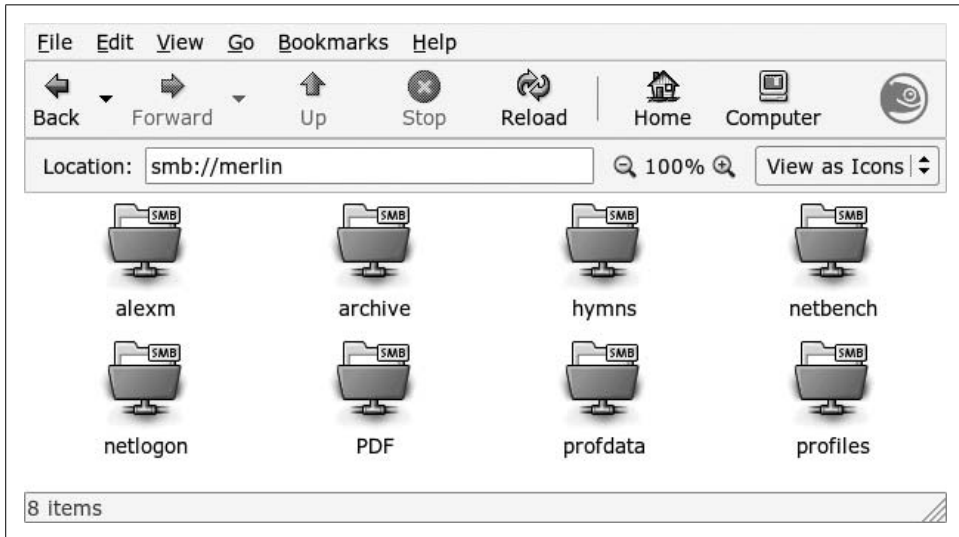 File Edit View Go Bookmarks Help
Back Forward Up Stop Reload Home Computer
Location: smb://merlin 100% View as Icons
SMB SMB SMB SMB
alexm archive hymns netbench
SMB SMB SMB SMB
netlogon PDF profdata profiles
8 items